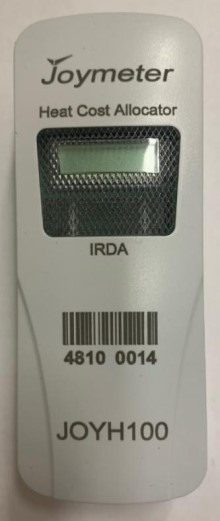 Joymeter
Heat Cost Allocator
IRDA
4810 0014
JOYH100